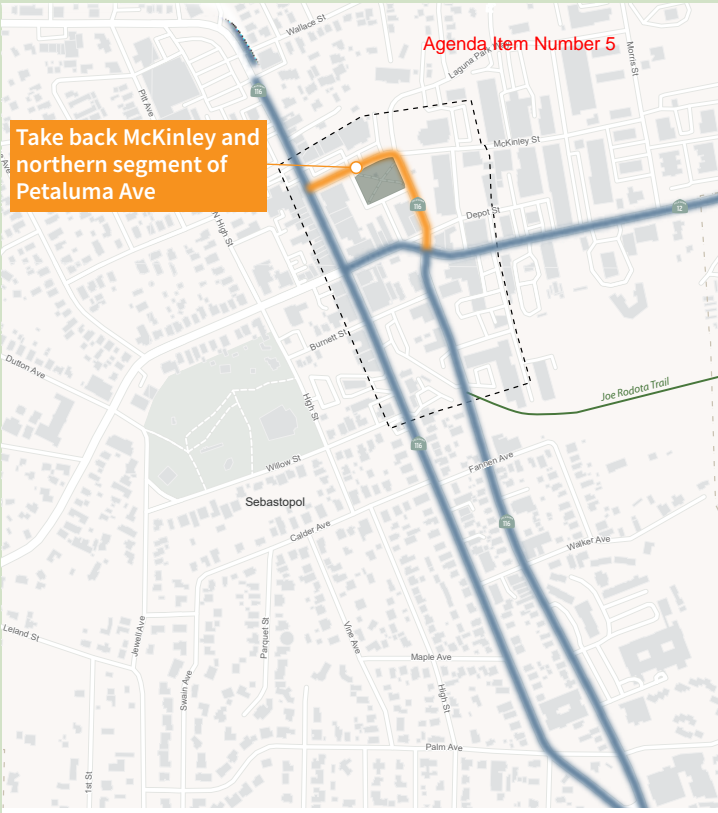 Wallace St
Agenda Item Number 5
Laguna Park
Morris St
116
Pitt Ave
Take back McKinley and
northern segment of
Petaluma Ave
McKinley St
116
Depot St
12
N High St
Burnett St
Dutton Ave
Joe Rodota Trail
High St
116
Willow St
Fannen Ave
Sebastopol
Calder Ave
116
Walker Ave
Leland St
Jewell Ave
Parquet St
Vine Ave
Maple Ave
Swain Ave
High St
Palm Ave
1st St